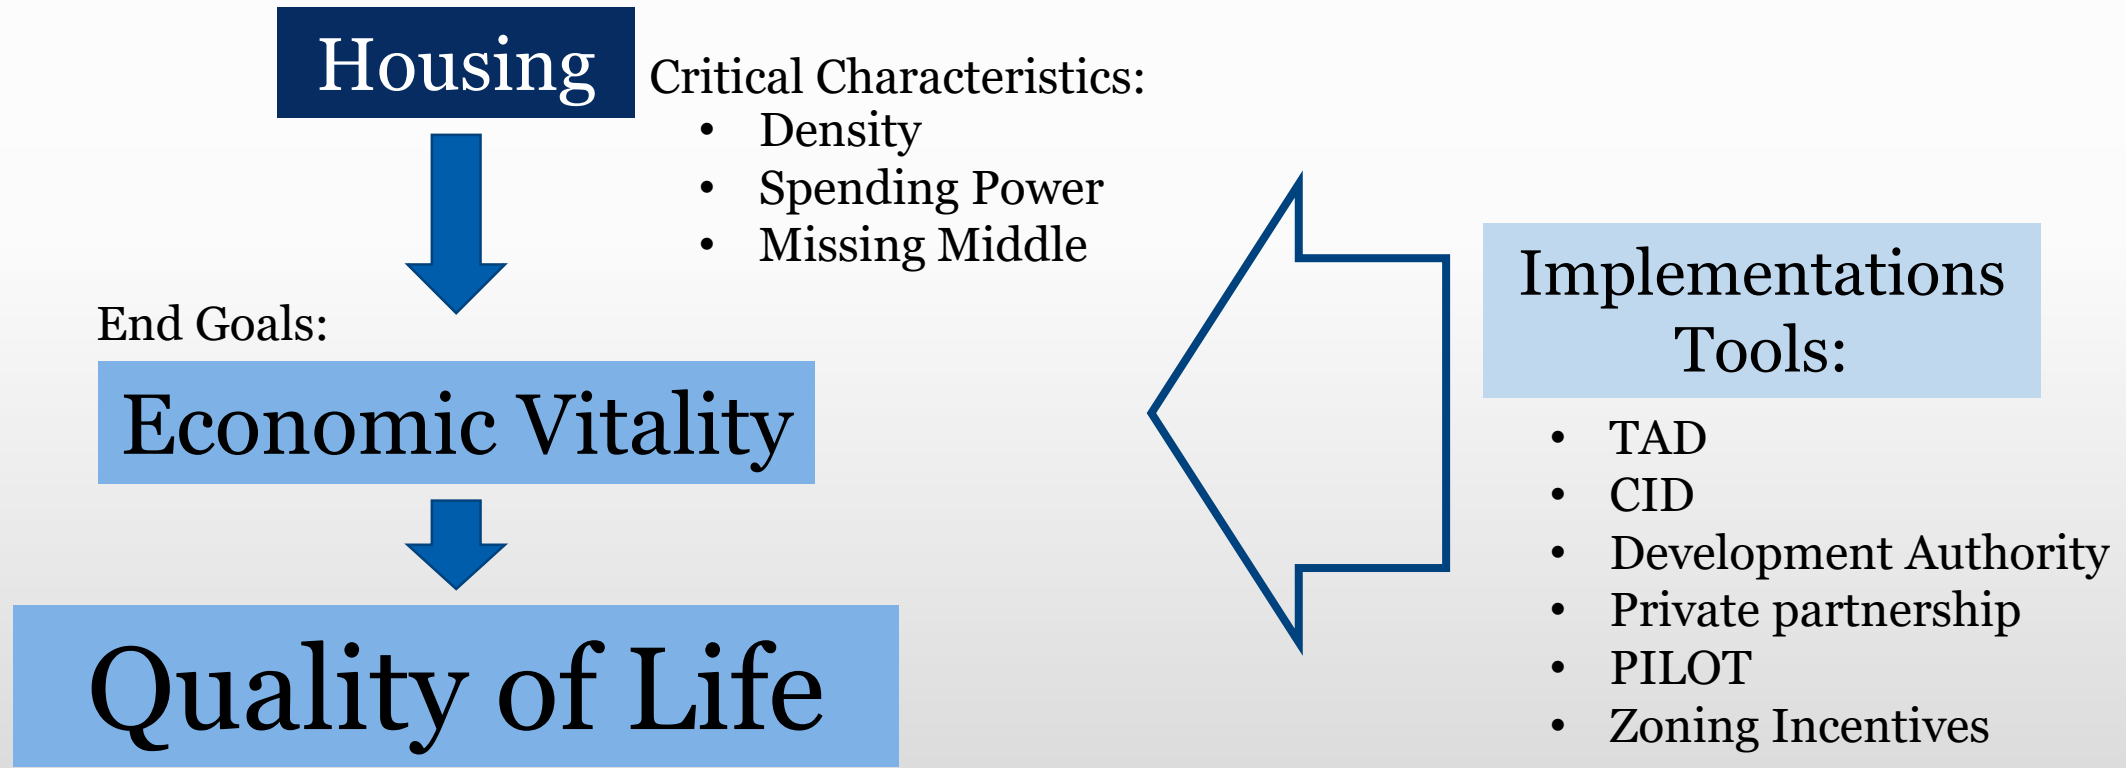 Housing
Critical Characteristics:
• Density
• Spending Power
• Missing Middle
End Goals:
Economic Vitality
Quality of Life
Implementations
Tools:
• TAD
• CID
• Development Authority
• Private partnership
• PILOT
• Zoning Incentives